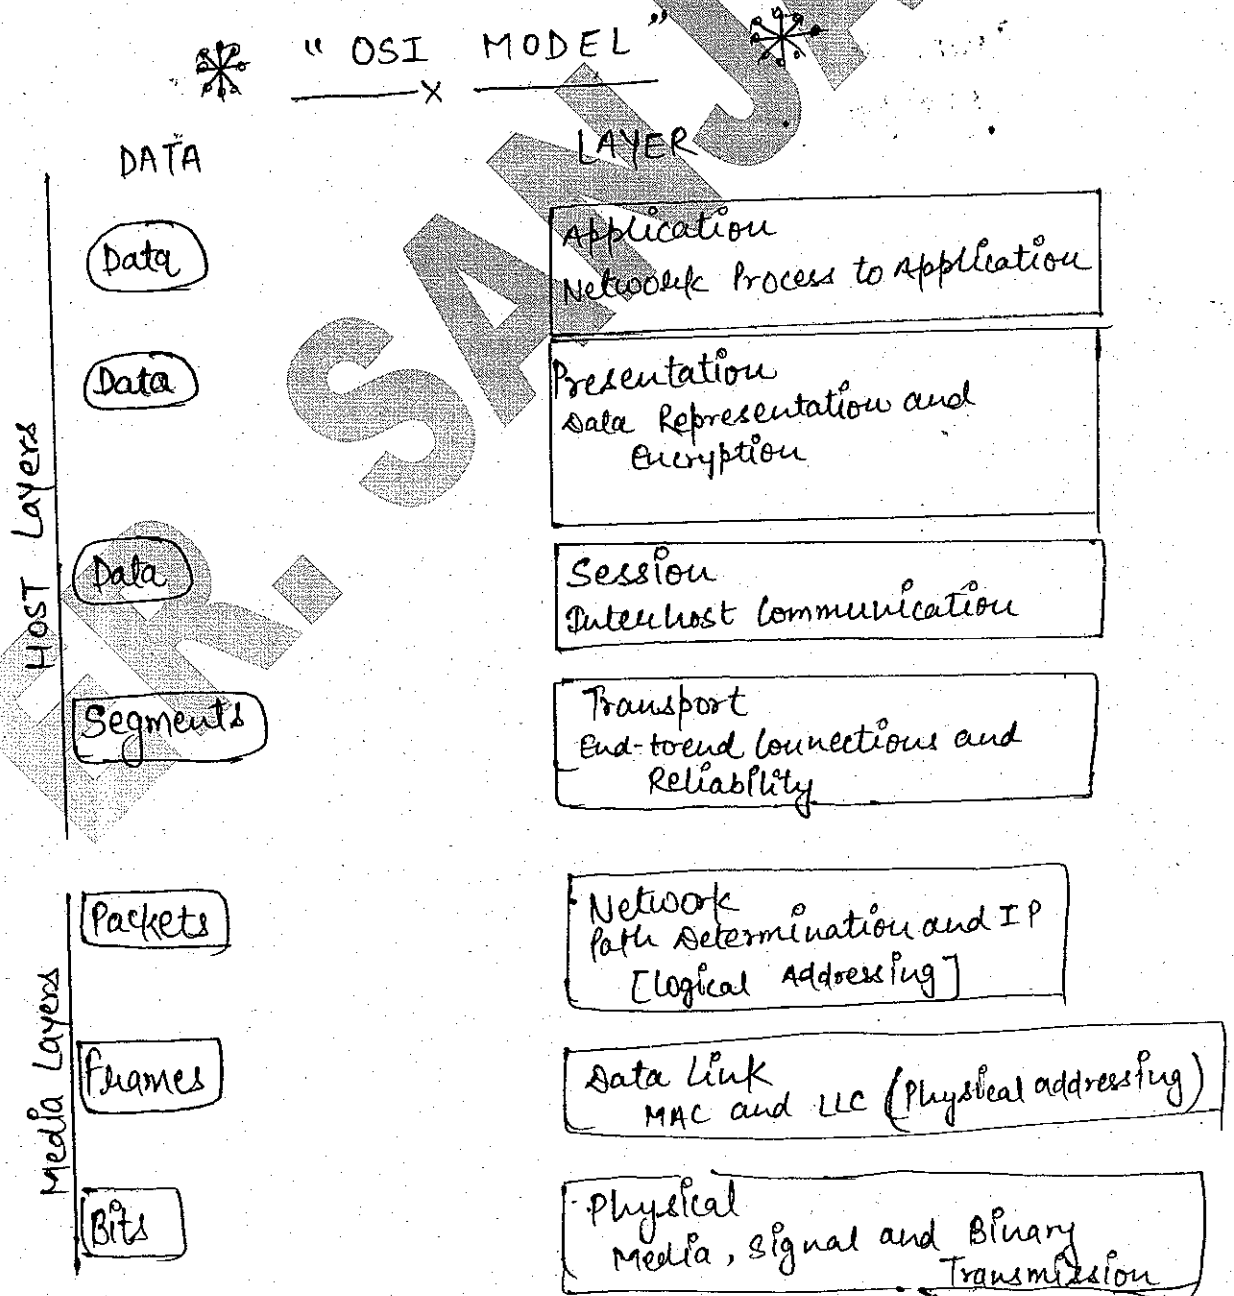 " OSI MODEL "
DATA
LAYER
HOST Layers
Data
Application
Network Process to Application
Data
Presentation
Data Representation and
Encryption
Data
Session
Interhost Communication
Segments
Transport
End-to end Connections and
Reliability
Media Layers
Packets
Network
Path Determination and IP
[Logical Addressing]
Frames
Data Link
MAC and LLC (Physical addressing)
Bits
Physical
Media, Signal and Binary
Transmission
ER. SANJ